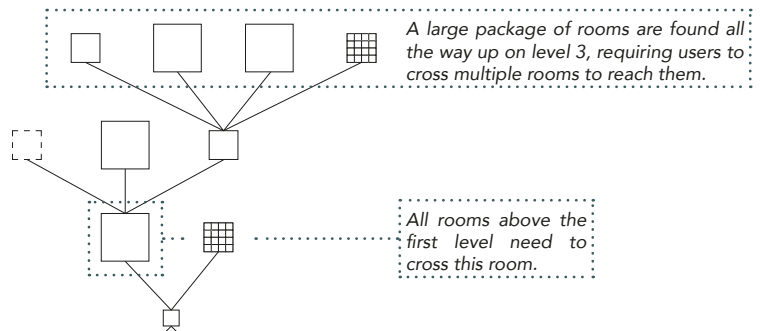 A large package of rooms are found all
the way up on level 3, requiring users to
cross multiple rooms to reach them.
All rooms above the
first level need to
cross this room.